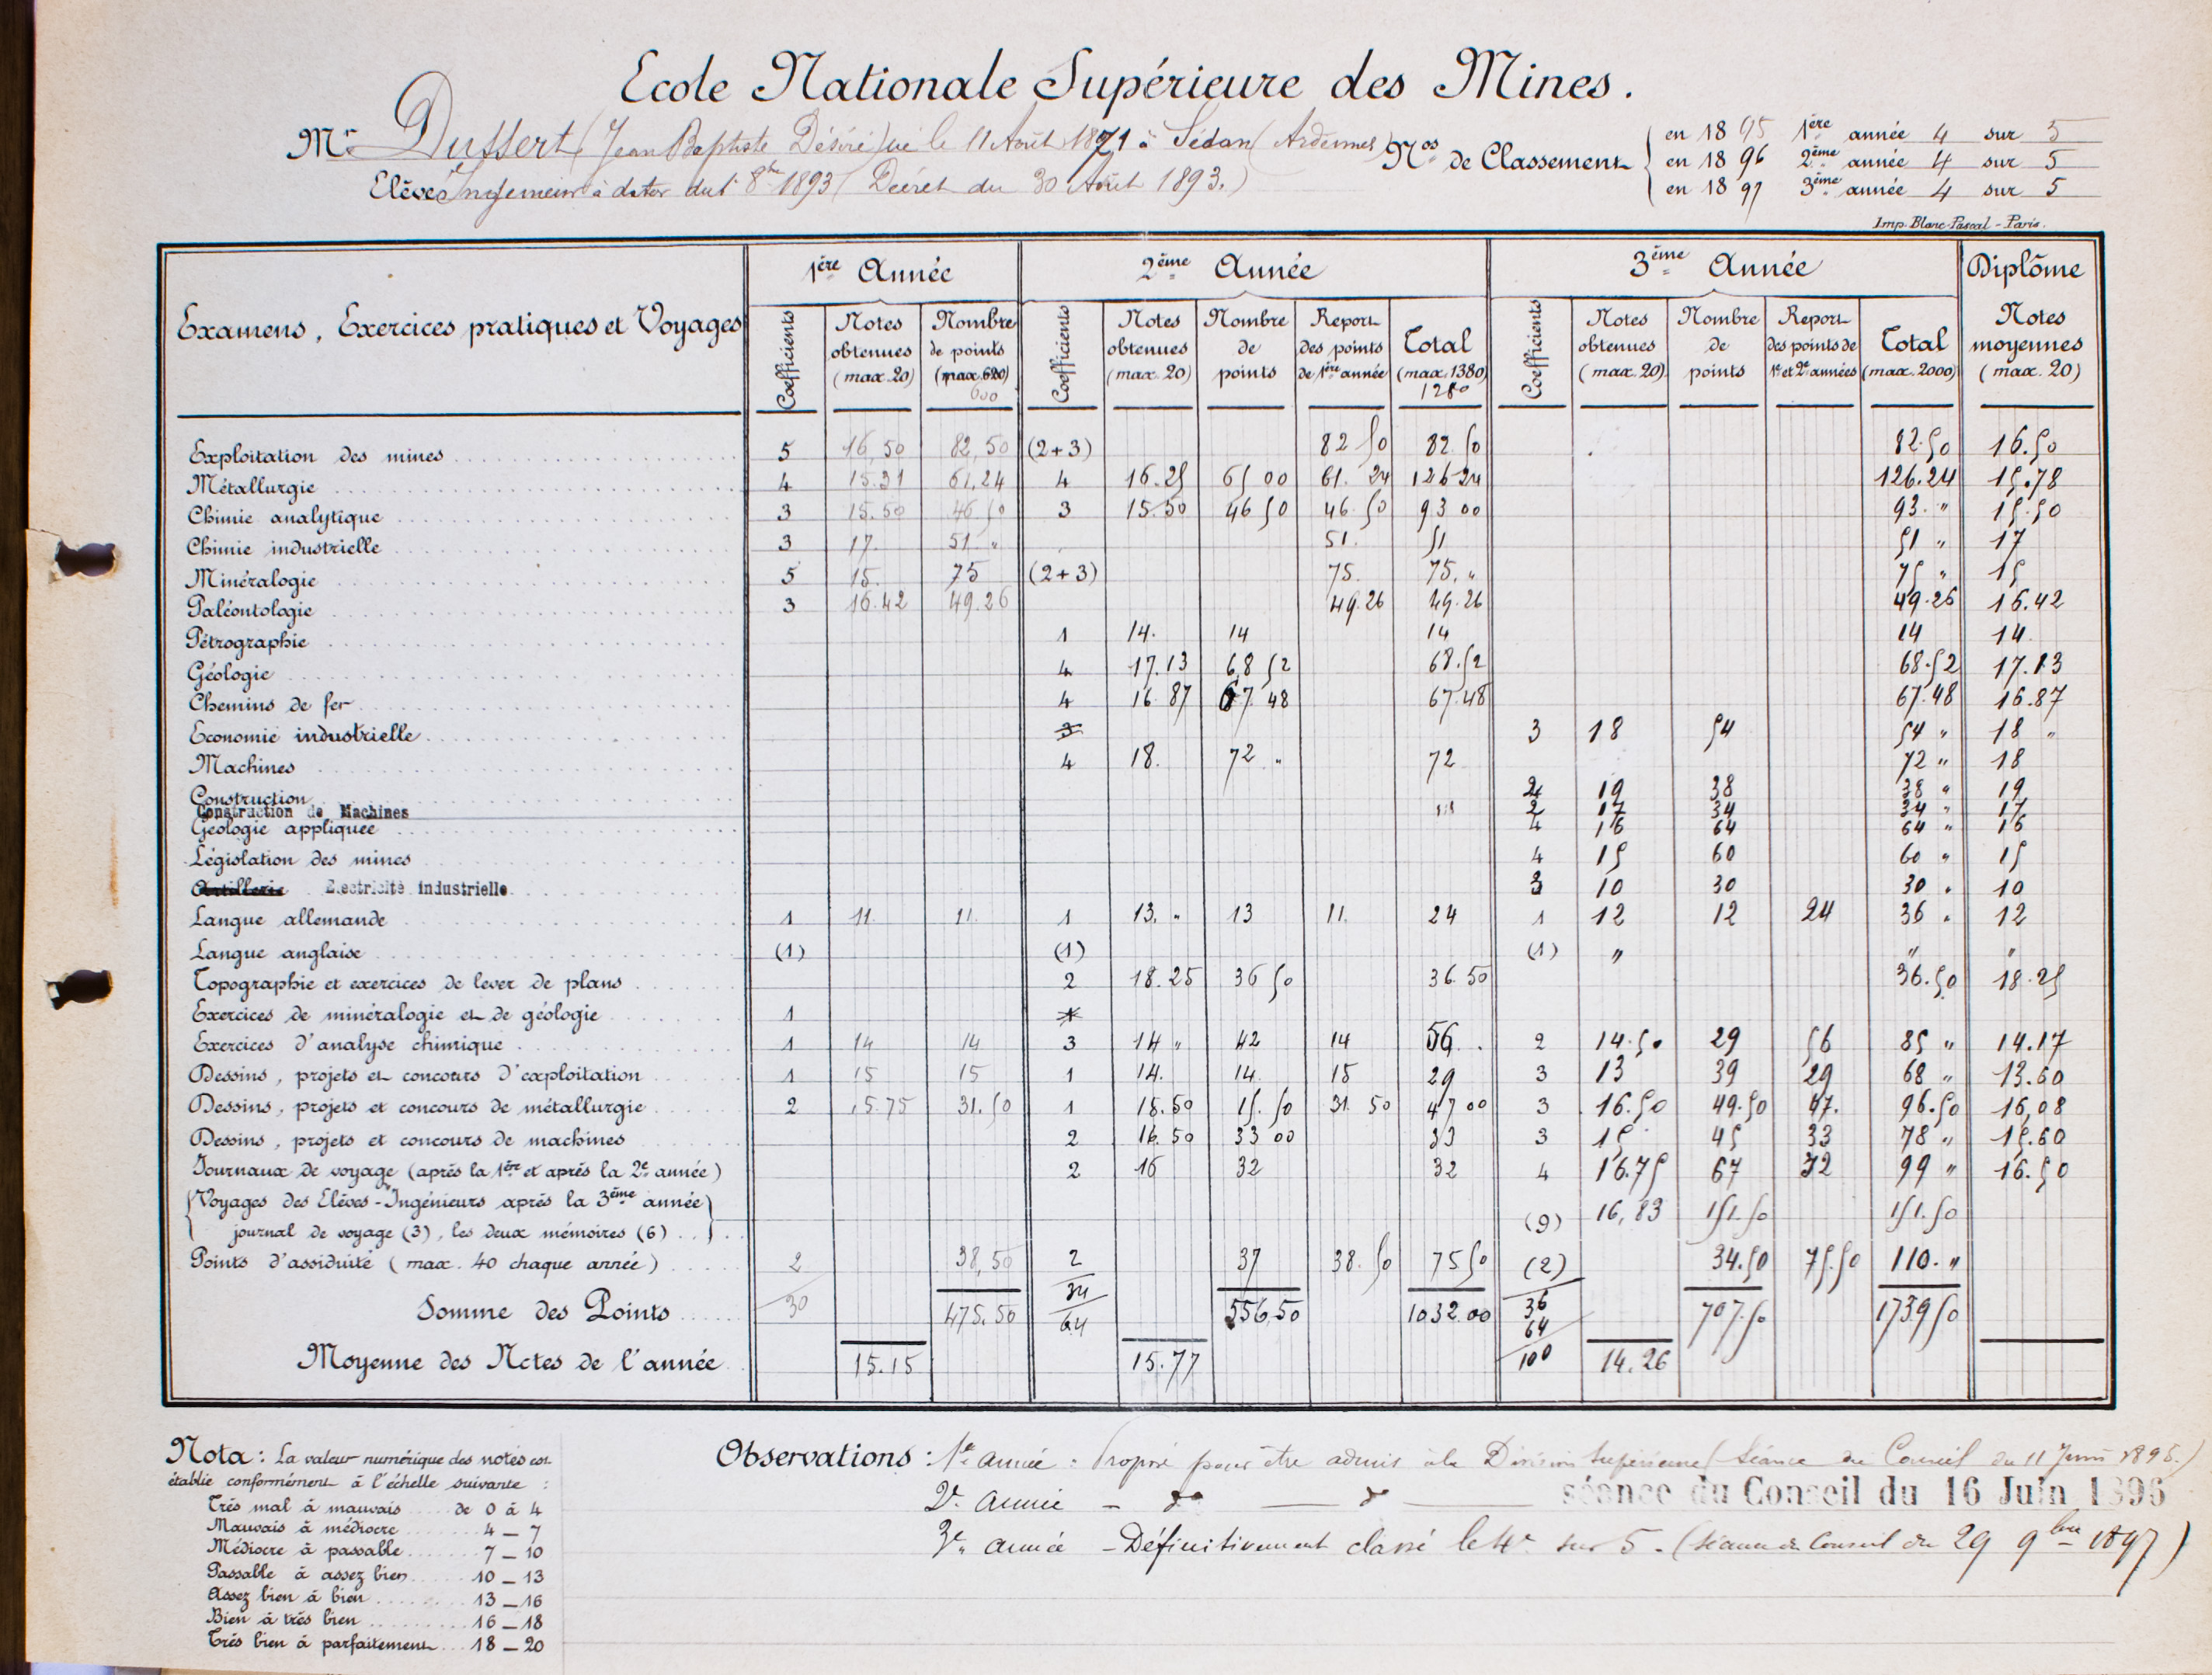 Ecole Nationale Supérieure des Mines.
Mr Dussert (Jean Baptiste Désiré) né le 11 Août 1871 à Sédan (Ardennes)
Elève Ingénieur à dater du 1er 8bre 1893 (Décret du 30 Août 1893.)
Nos de Classement
en 1895 1ère année 4 sur 5
en 1896 2ème année 4 sur 5
en 1897 3ème année 4 sur 5
Imp. Blanc-Pascal - Paris.
Examens, Exercices pratiques et Voyages 1ère Année 2ème Année 3ème Année Diplôme
Coefficients Notes obtenues (max. 20) Nombre de points (max. 620) 600 Coefficients Notes obtenues (max. 20) Nombre de points Report des points de 1ère année Total (max. 1380) 1280 Coefficients Notes obtenues (max. 20) Nombre de points Report des points de 1e et 2e années Total (max. 2000) Notes moyennes (max. 20)
Exploitation des mines 5 16,50 82,50 (2+3) 82 50 82 50 82.50 16.50
Métallurgie 4 15.31 61,24 4 16.25 65 00 61. 24 126 24 126.24 15.78
Chimie analytique 3 15.50 46 50 3 15.50 46 50 46 50 93 00 93 " 15.50
Chimie industrielle 3 17. 51. " 51. 51 51 " 17
Minéralogie 5 15. 75 (2+3) 75. 75. " 75 " 15
Paléontologie 3 16.42 49.26 49.26 49.26 49.26 16.42
Pétrographie 1 14. 14 14 14 14
Géologie 4 17.13 68 52 68.52 68.52 17.13
Chemins de fer 4 16.87 67.48 67.48 67.48 16.87
Economie industrielle 3 3 18 54 54 " 18 "
Machines 4 18. 72 " 72 72 " 18
Construction 2 19 38 38 " 19
Construction de Machines 2 17 34 34 " 17
Géologie appliquée 4 16 64 64 " 16
Législation des mines 4 15 60 60 " 15
Artillerie Electricité industrielle 3 10 30 30 " 10
Langue allemande 1 11. 11. 1 13. " 13 11. 24 1 12 12 24 36 " 12
Langue anglaise (1) (1) (1) " " "
Topographie et exercices de lever de plans 2 18.25 36 50 36.50 36.50 18.25
Exercices de minéralogie et de géologie 1
Exercices d'analyse chimique 1 14 14 3 14 " 42 14 56. 2 14.50 29 56 85 " 14.17
Dessins, projets et concours d'exploitation 1 15 15 1 14. 14. 15 29 3 13 39 29 68 " 13.60
Dessins, projets et concours de métallurgie 2 15.75 31.50 1 15.50 15.50 31 50 47 00 3 16.50 49.50 47. 96.50 16,08
Dessins, projets et concours de machines 2 16.50 33 00 33 3 15 45 33 78 " 15.60
Journaux de voyage (après la 1ère et après la 2e année) 2 16 32 32 4 16.75 67 32 99 " 16.50
Voyages des Elèves-Ingénieurs après la 3ème année
journal de voyage (3), les deux mémoires (6) (9) 16,83 151.50 151.50
Points d'assiduité (max. 40 chaque année) 2 38,50 2 37 38.50 75 50 (2) 34.50 75.50 110. "
Somme des Points 30 475.50 34 64 556,50 1032.00 36 64 707.50 1739 50
Moyenne des Notes de l'année 15.15 15.77 100 14.26
Nota: La valeur numérique des notes est
établie conformément à l'échelle suivante :
Très mal à mauvais de 0 à 4
Mauvais à médiocre 4 — 7
Médiocre à passable 7 — 10
Passable à assez bien 10 — 13
Assez bien à bien 13 — 16
Bien à très bien 16 — 18
Très bien à parfaitement 18 — 20
Observations : 1e année : Proposé pour être admis à la Division Supérieure (Séance du Conseil du 11 Juin 1895.)
2e année — do — do — séance du Conseil du 16 Juin 1896
3e année — Définitivement classé le 4e sur 5. (séance du Conseil du 29 9bre 1897)